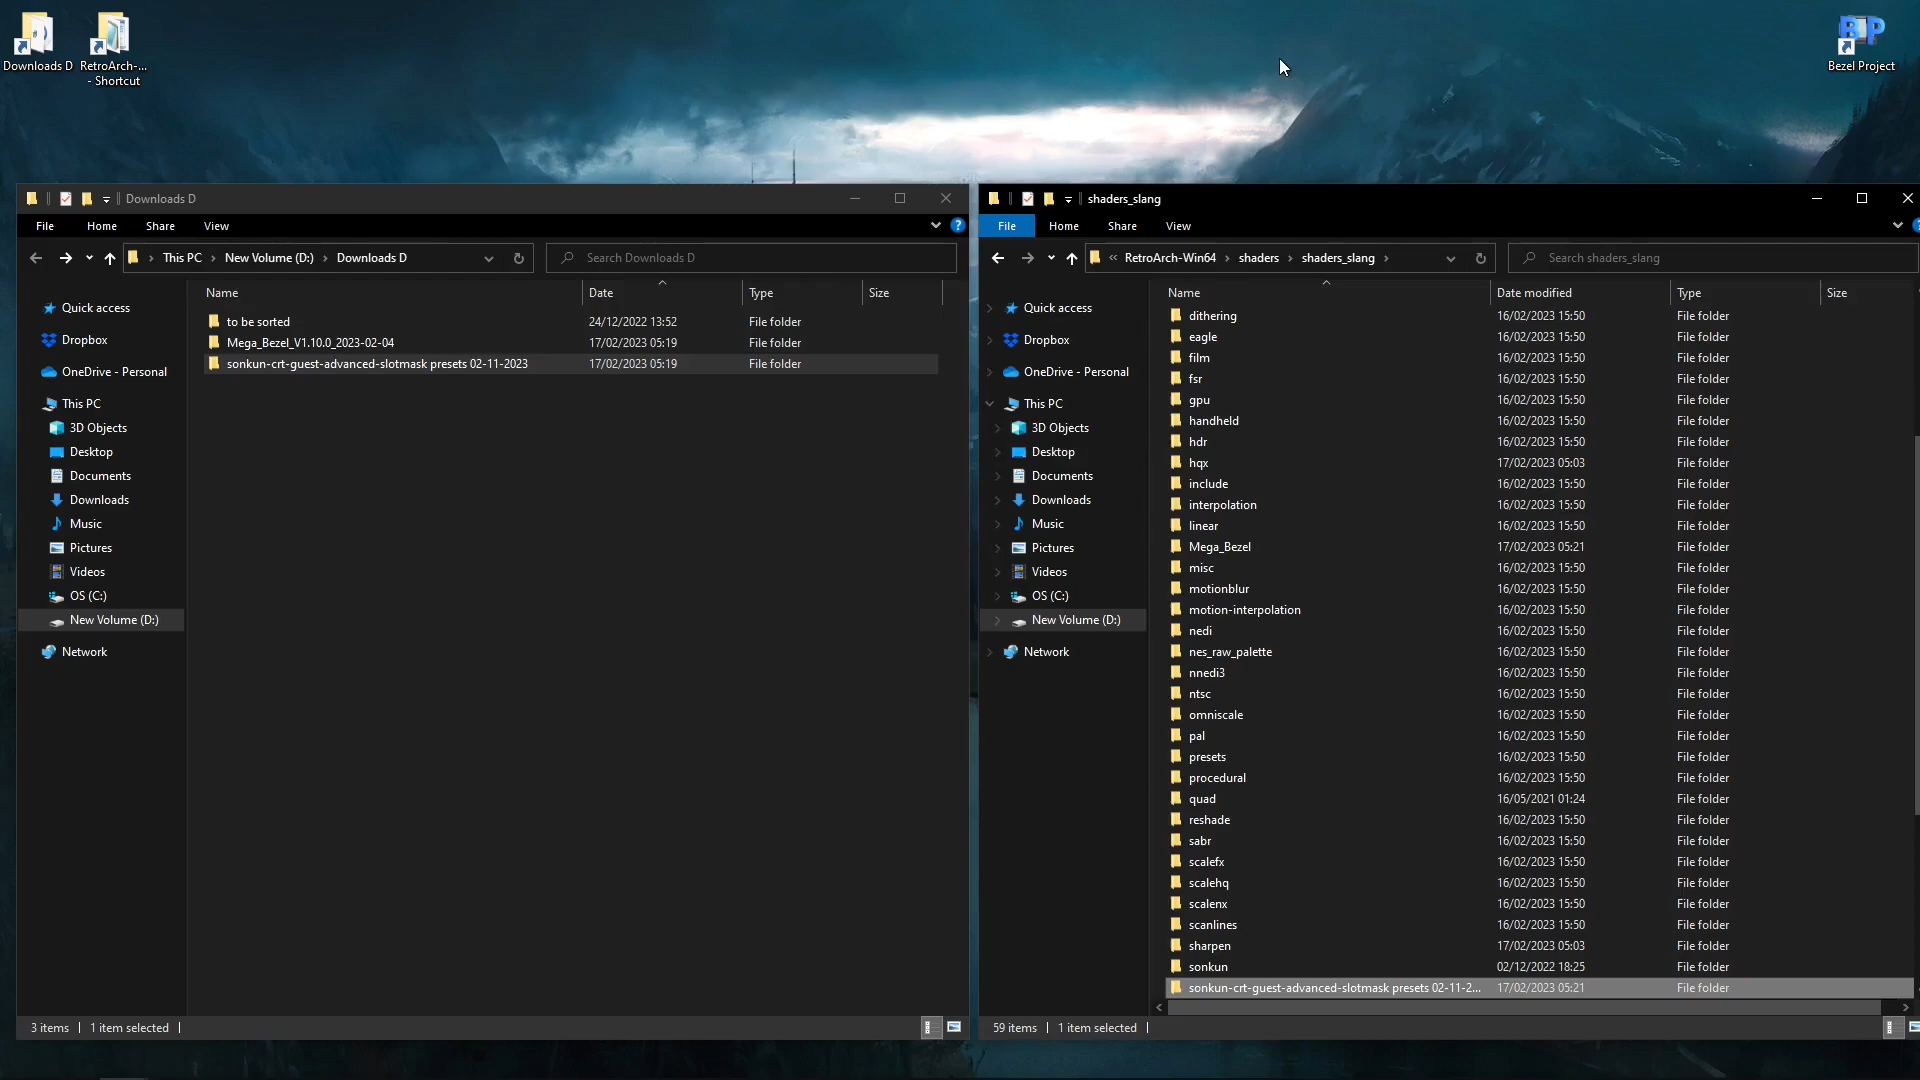 Downloads D
RetroArch-...
- Shortcut
Bezel Project
Downloads D
File Home Share View
This PC New Volume (D:) Downloads D
Search Downloads D
Quick access
Dropbox
OneDrive - Personal
This PC
3D Objects
Desktop
Documents
Downloads
Music
Pictures
Videos
OS (C:)
New Volume (D:)
Network
Name Date Type Size
to be sorted 24/12/2022 13:52 File folder
Mega_Bezel_V1.10.0_2023-02-04 17/02/2023 05:19 File folder
sonkun-crt-guest-advanced-slotmask presets 02-11-2023 17/02/2023 05:19 File folder
3 items 1 item selected
shaders_slang
File Home Share View
« RetroArch-Win64 shaders shaders_slang
Search shaders_slang
Quick access
Dropbox
OneDrive - Personal
This PC
3D Objects
Desktop
Documents
Downloads
Music
Pictures
Videos
OS (C:)
New Volume (D:)
Network
Name Date modified Type Size
dithering 16/02/2023 15:50 File folder
eagle 16/02/2023 15:50 File folder
film 16/02/2023 15:50 File folder
fsr 16/02/2023 15:50 File folder
gpu 16/02/2023 15:50 File folder
handheld 16/02/2023 15:50 File folder
hdr 16/02/2023 15:50 File folder
hqx 17/02/2023 05:03 File folder
include 16/02/2023 15:50 File folder
interpolation 16/02/2023 15:50 File folder
linear 16/02/2023 15:50 File folder
Mega_Bezel 17/02/2023 05:21 File folder
misc 16/02/2023 15:50 File folder
motionblur 16/02/2023 15:50 File folder
motion-interpolation 16/02/2023 15:50 File folder
nedi 16/02/2023 15:50 File folder
nes_raw_palette 16/02/2023 15:50 File folder
nnedi3 16/02/2023 15:50 File folder
ntsc 16/02/2023 15:50 File folder
omniscale 16/02/2023 15:50 File folder
pal 16/02/2023 15:50 File folder
presets 16/02/2023 15:50 File folder
procedural 16/02/2023 15:50 File folder
quad 16/05/2021 01:24 File folder
reshade 16/02/2023 15:50 File folder
sabr 16/02/2023 15:50 File folder
scalefx 16/02/2023 15:50 File folder
scalehq 16/02/2023 15:50 File folder
scalenx 16/02/2023 15:50 File folder
scanlines 16/02/2023 15:50 File folder
sharpen 17/02/2023 05:03 File folder
sonkun 02/12/2022 18:25 File folder
sonkun-crt-guest-advanced-slotmask presets 02-11-2... 17/02/2023 05:21 File folder
59 items 1 item selected